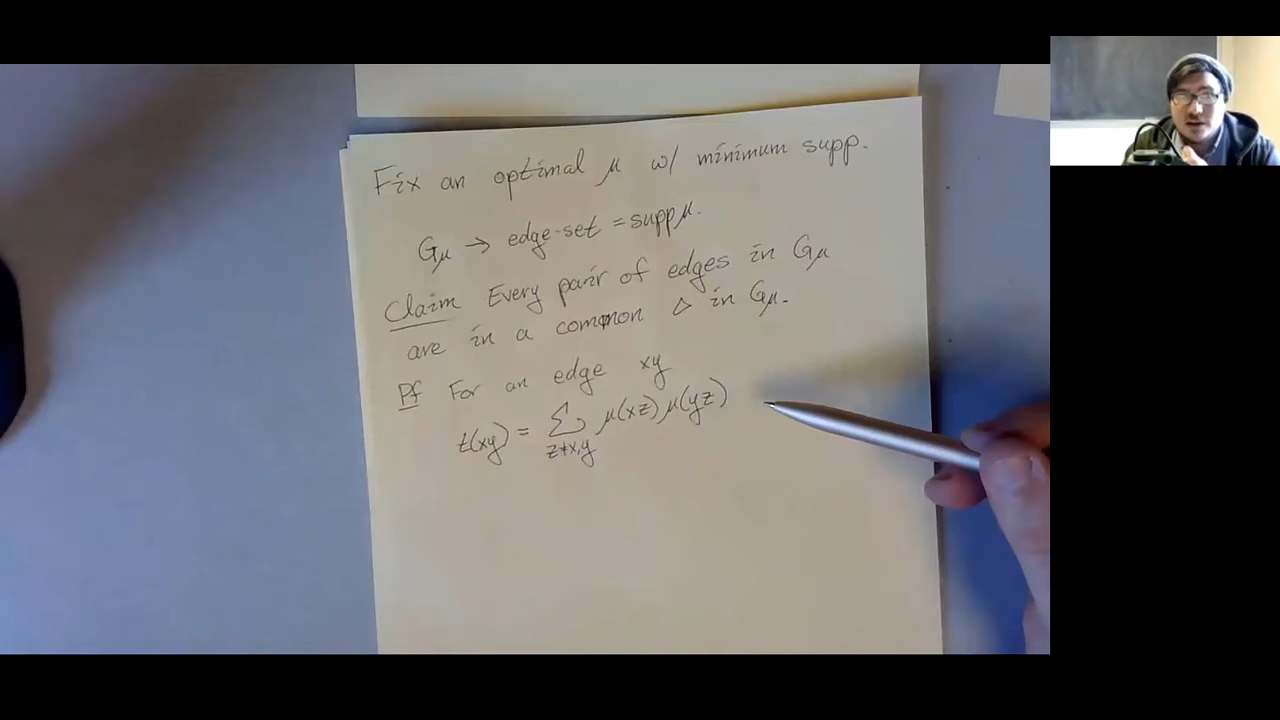 Fix an optimal μ w/ minimum supp.
Gμ → edge-set = supp μ.
Claim Every pair of edges in Gμ
are in a common △ in Gμ.
Pf For an edge xy
t(xy) = ∑ μ(xz) μ(yz)
z≠x,y